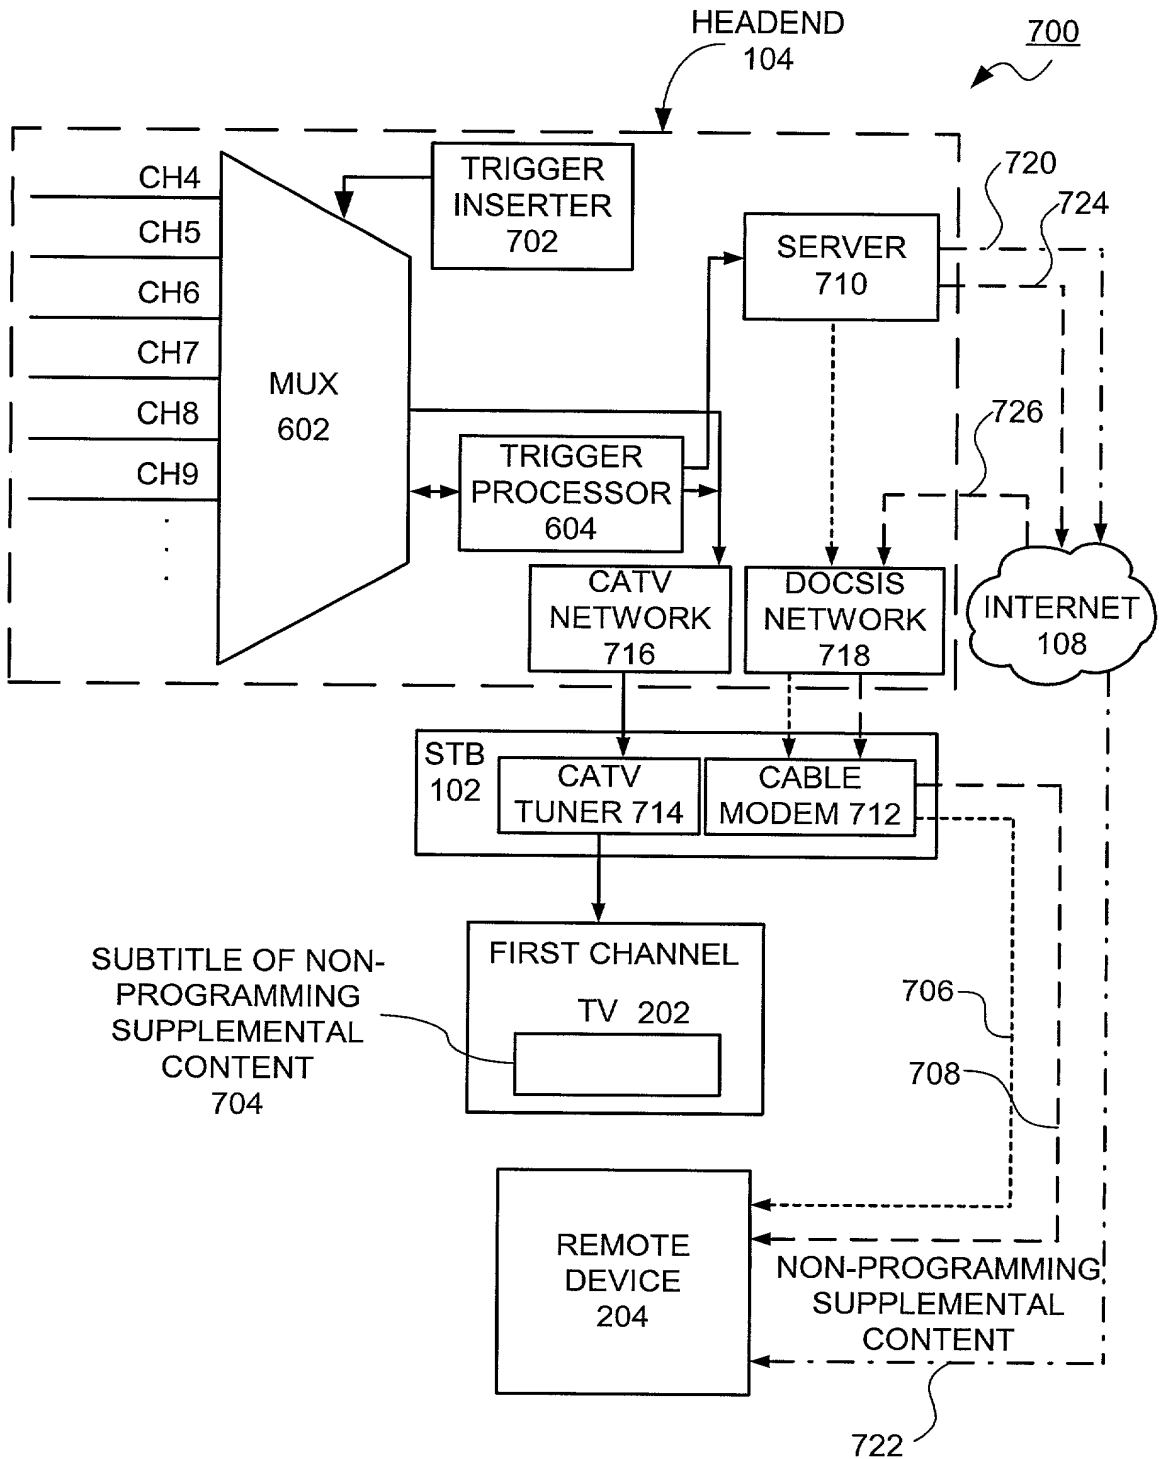 HEADEND
104
700
TRIGGER
INSERTER
702
720
724
CH4
CH5
CH6
CH7
CH8
CH9
MUX
602
SERVER
710
726
TRIGGER
PROCESSOR
604
CATV
NETWORK
716
DOCSIS
NETWORK
718
INTERNET
108
STB
102
CATV
TUNER 714
CABLE
MODEM 712
FIRST CHANNEL
TV 202
SUBTITLE OF NON-
PROGRAMMING
SUPPLEMENTAL
CONTENT
704
706
708
REMOTE
DEVICE
204
NON-PROGRAMMING
SUPPLEMENTAL
CONTENT
722